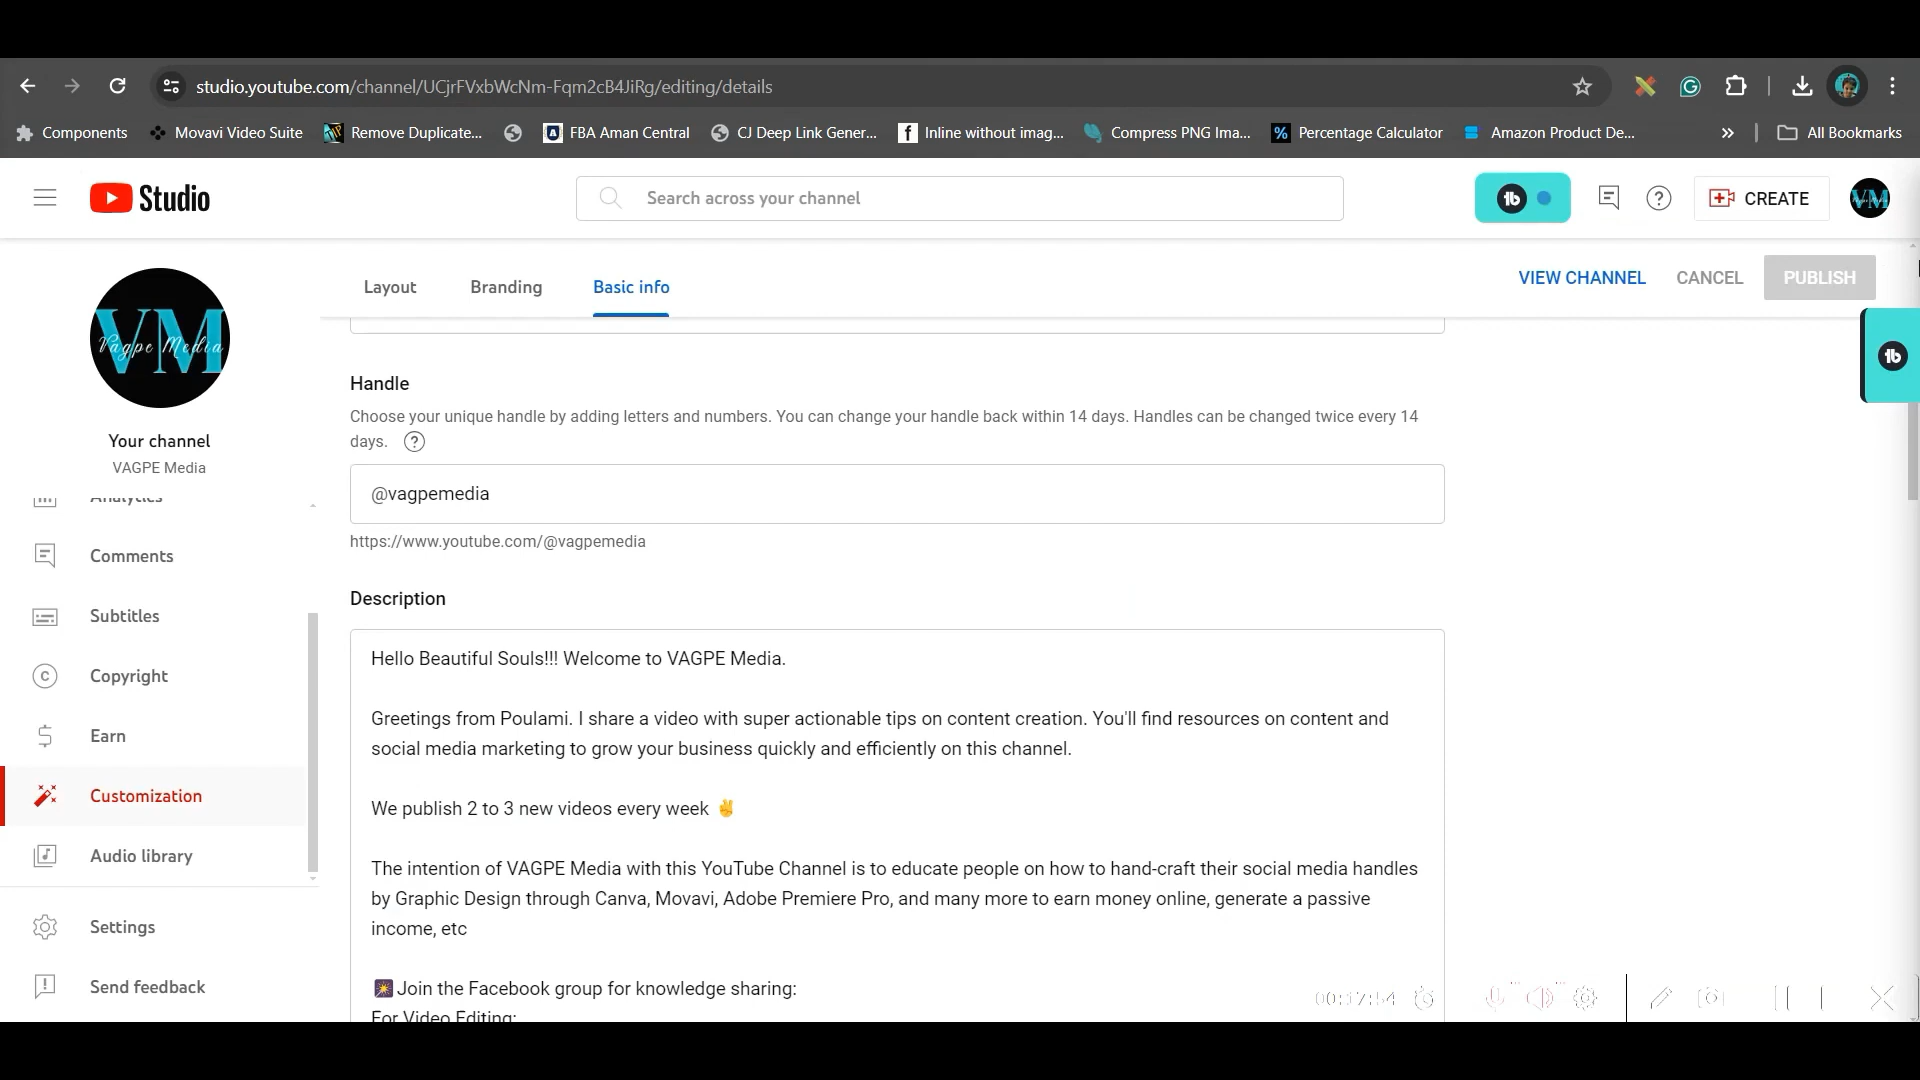 studio.youtube.com/channel/UCjrFVxbWcNm-Fqm2cB4JiRg/editing/details
Components Movavi Video Suite Remove Duplicate... FBA Aman Central CJ Deep Link Gener... Inline without imag... Compress PNG Ima... % Percentage Calculator Amazon Product De... » All Bookmarks
Studio
Search across your channel
CREATE
VM
Vagpe Media
Your channel
VAGPE Media
Analytics
Comments
Subtitles
Copyright
Earn
Customization
Audio library
Settings
Send feedback
Layout Branding Basic info
VIEW CHANNEL CANCEL PUBLISH
Handle
Choose your unique handle by adding letters and numbers. You can change your handle back within 14 days. Handles can be changed twice every 14
days.
@vagpemedia
https://www.youtube.com/@vagpemedia
Description
Hello Beautiful Souls!!! Welcome to VAGPE Media.
Greetings from Poulami. I share a video with super actionable tips on content creation. You'll find resources on content and
social media marketing to grow your business quickly and efficiently on this channel.
We publish 2 to 3 new videos every week ✌
The intention of VAGPE Media with this YouTube Channel is to educate people on how to hand-craft their social media handles
by Graphic Design through Canva, Movavi, Adobe Premiere Pro, and many more to earn money online, generate a passive
income, etc
🎇Join the Facebook group for knowledge sharing:
For Video Editing:
00:17:54